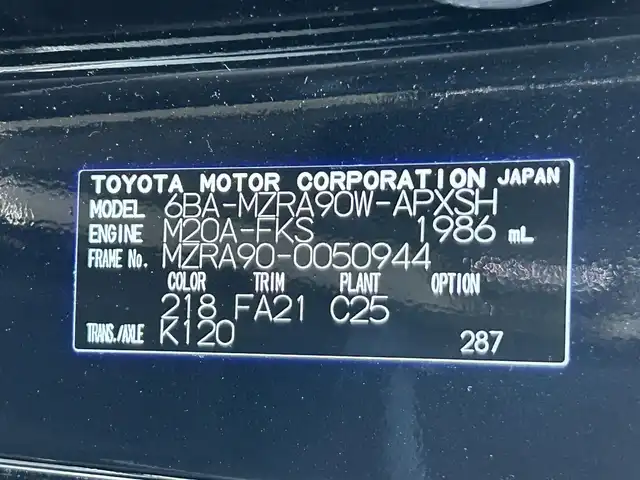 TOYOTA MOTOR CORPORATION JAPAN
MODEL 6BA-MZRA90W-APXSH
ENGINE M20A-FKS 1986 mL
FRAME No. MZRA90-0050944
COLOR TRIM PLANT OPTION
218 FA21 C25
TRANS./AXLE K120 287